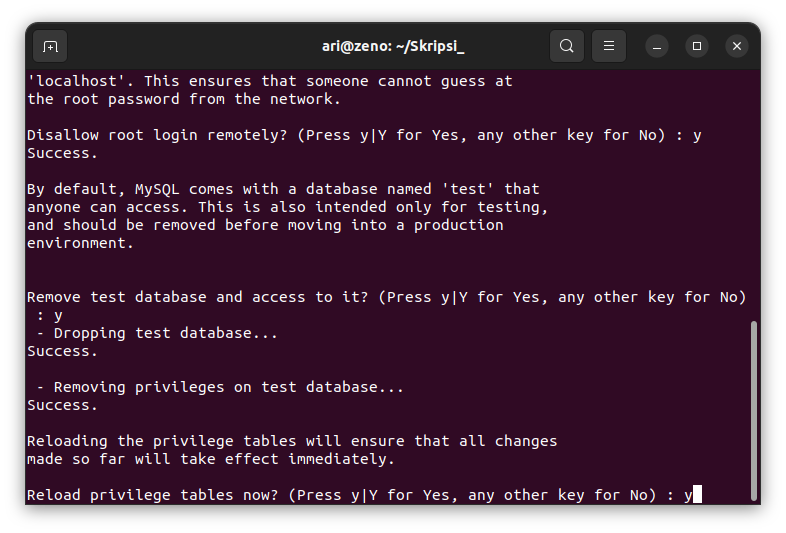 ari@zeno: ~/Skripsi_
'localhost'. This ensures that someone cannot guess at
the root password from the network.
Disallow root login remotely? (Press y|Y for Yes, any other key for No) : y
Success.
By default, MySQL comes with a database named 'test' that
anyone can access. This is also intended only for testing,
and should be removed before moving into a production
environment.
Remove test database and access to it? (Press y|Y for Yes, any other key for No)
 : y
 - Dropping test database...
Success.
 - Removing privileges on test database...
Success.
Reloading the privilege tables will ensure that all changes
made so far will take effect immediately.
Reload privilege tables now? (Press y|Y for Yes, any other key for No) : y